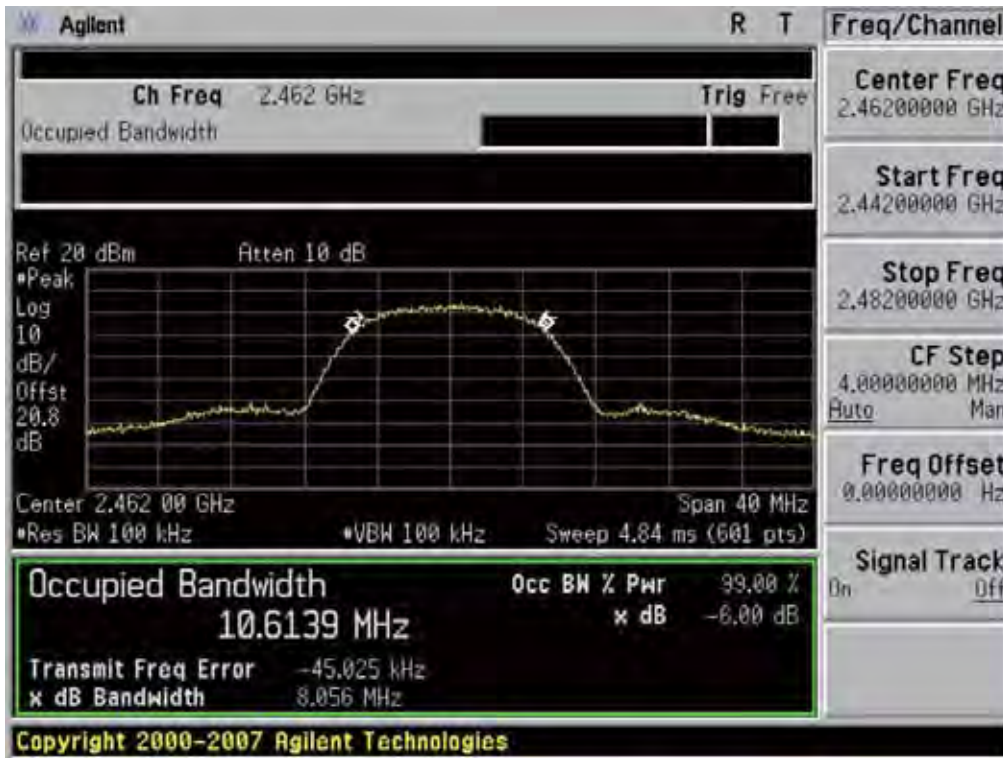 Agilent
R T
Ch Freq 2.462 GHz
Trig Free
Occupied Bandwidth
Ref 20 dBm
Atten 10 dB
#Peak
Log
10
dB/
Offst
20.8
dB
Center 2.462 00 GHz
Span 40 MHz
#Res BW 100 kHz
#VBW 100 kHz
Sweep 4.84 ms (601 pts)
Occupied Bandwidth
10.6139 MHz
Occ BW % Pwr 99.00 %
x dB -6.00 dB
Transmit Freq Error -45.025 kHz
x dB Bandwidth 8.056 MHz
Copyright 2000-2007 Agilent Technologies
Freq/Channel
Center Freq
2.46200000 GHz
Start Freq
2.44200000 GHz
Stop Freq
2.48200000 GHz
CF Step
4.00000000 MHz
Auto Man
Freq Offset
0.00000000 Hz
Signal Track
On Off